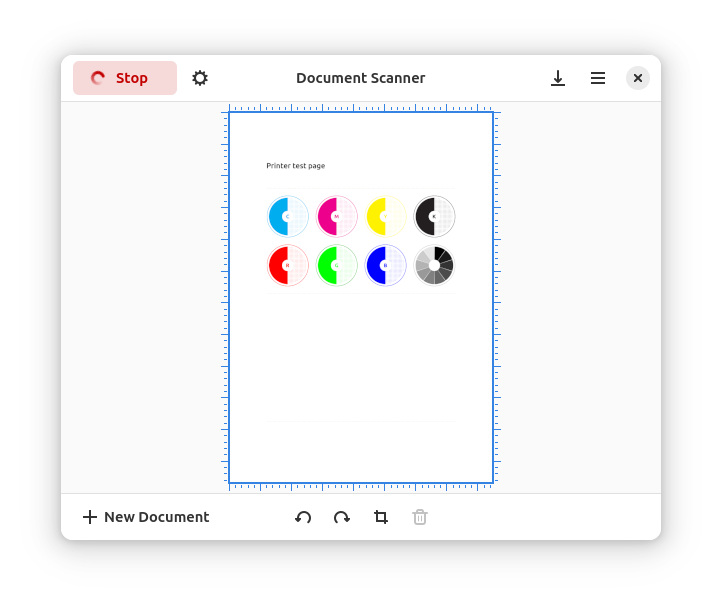 Stop
Document Scanner
Printer test page
C M Y K
R G B
New Document